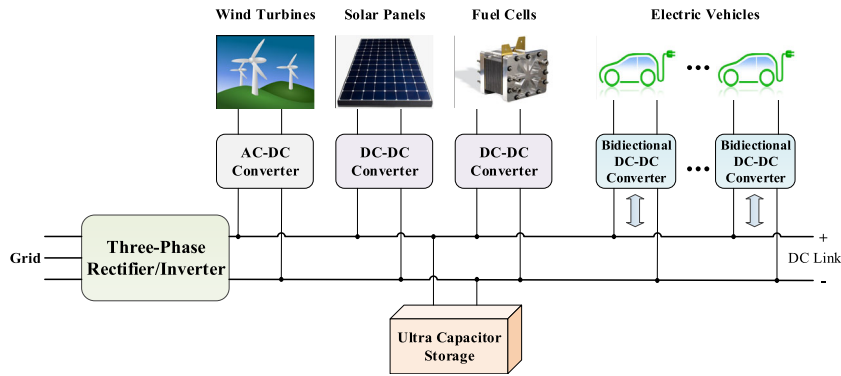 Wind Turbines
Solar Panels
Fuel Cells
Electric Vehicles
AC-DC
Converter
DC-DC
Converter
DC-DC
Converter
Bidiectional
DC-DC
Converter
Bidiectional
DC-DC
Converter
Grid
Three-Phase
Rectifier/Inverter
+
DC Link
-
Ultra Capacitor
Storage